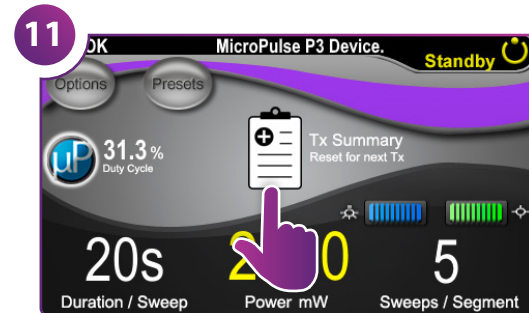 11
OK
MicroPulse P3 Device.
Standby
Options
Presets
µP
31.3 %
Duty Cycle
Tx Summary
Reset for next Tx
20s
5
Duration / Sweep
Power mW
Sweeps / Segment